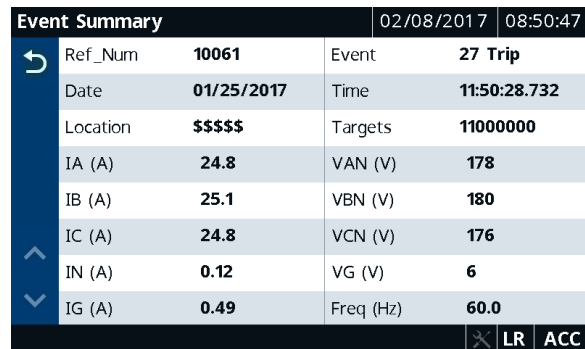 Event Summary 02/08/2017 08:50:47
Ref_Num 10061 Event 27 Trip
Date 01/25/2017 Time 11:50:28.732
Location $$$$$ Targets 11000000
IA (A) 24.8 VAN (V) 178
IB (A) 25.1 VBN (V) 180
IC (A) 24.8 VCN (V) 176
IN (A) 0.12 VG (V) 6
IG (A) 0.49 Freq (Hz) 60.0
LR ACC